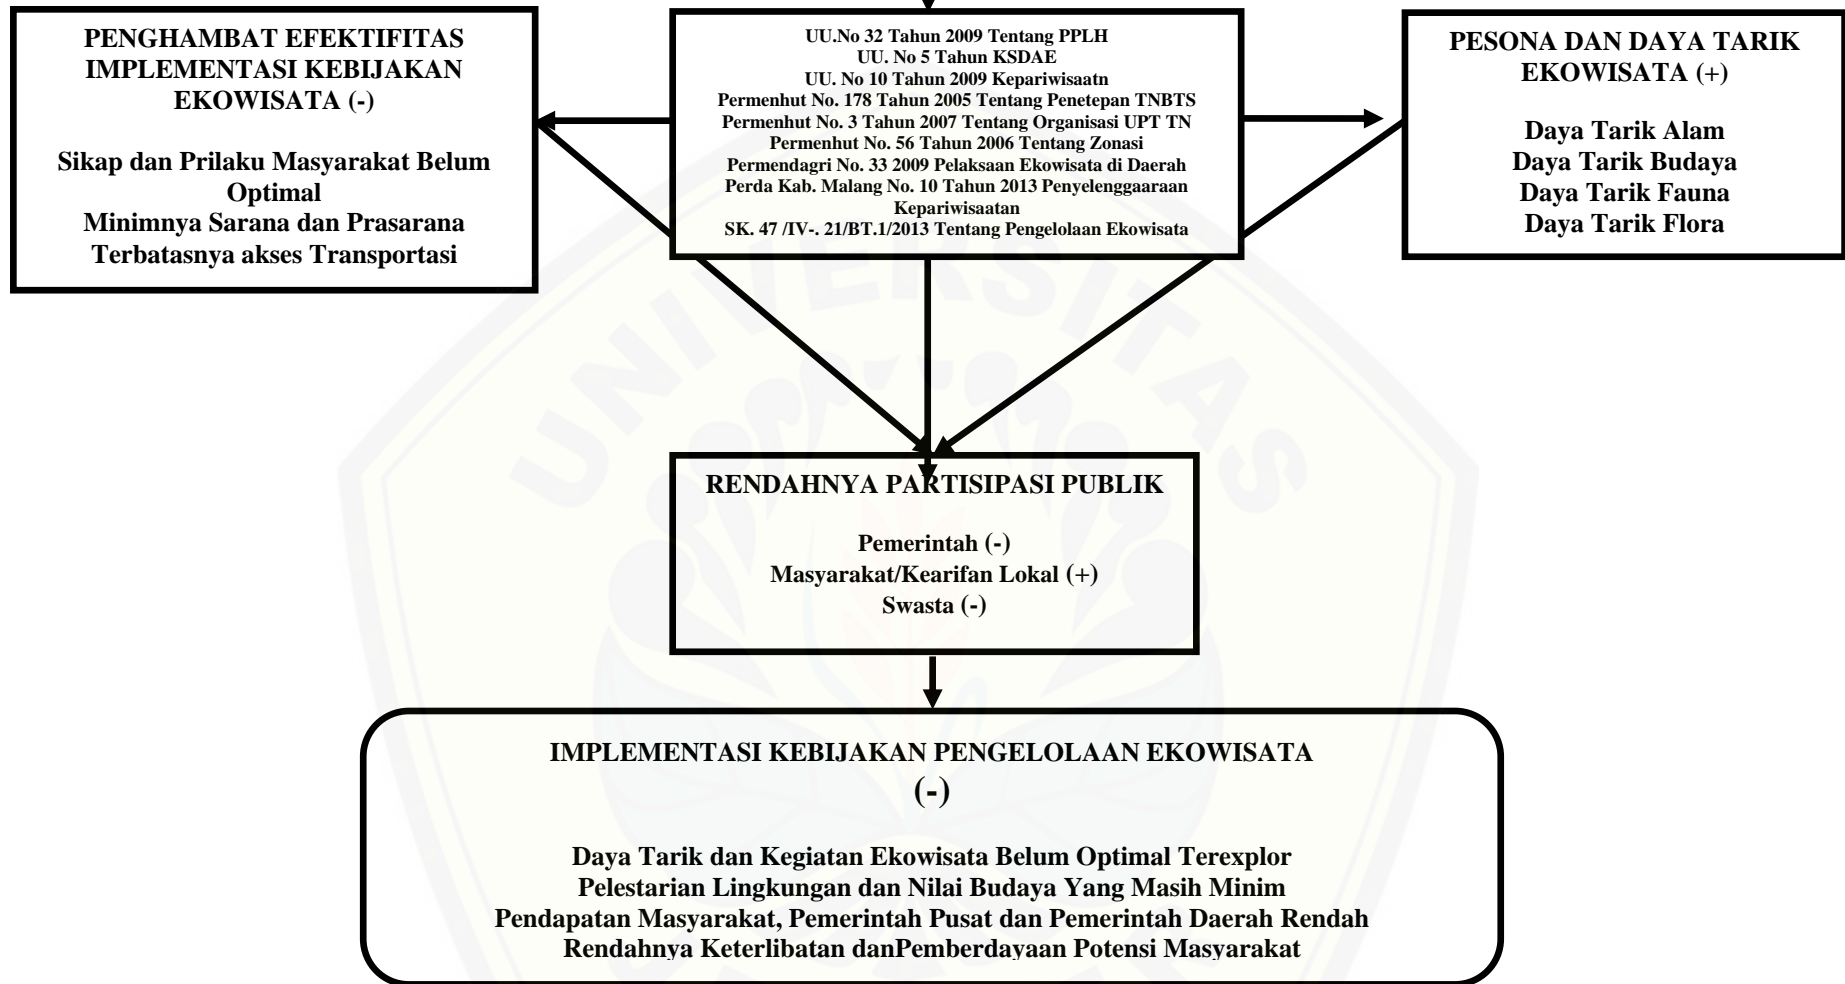 PENGHAMBAT EFEKTIFITAS
IMPLEMENTASI KEBIJAKAN
EKOWISATA (-)
Sikap dan Prilaku Masyarakat Belum
Optimal
Minimnya Sarana dan Prasarana
Terbatasnya akses Transportasi
UU.No 32 Tahun 2009 Tentang PPLH
UU. No 5 Tahun KSDAE
UU. No 10 Tahun 2009 Kepariwisaatn
Permenhut No. 178 Tahun 2005 Tentang Penetepan TNBTS
Permenhut No. 3 Tahun 2007 Tentang Organisasi UPT TN
Permenhut No. 56 Tahun 2006 Tentang Zonasi
Permendagri No. 33 2009 Pelaksaan Ekowisata di Daerah
Perda Kab. Malang No. 10 Tahun 2013 Penyelenggaaraan
Kepariwisaatan
SK. 47 /IV-. 21/BT.1/2013 Tentang Pengelolaan Ekowisata
PESONA DAN DAYA TARIK
EKOWISATA (+)
Daya Tarik Alam
Daya Tarik Budaya
Daya Tarik Fauna
Daya Tarik Flora
UNIVERSITAS
RENDAHNYA PARTISIPASI PUBLIK
Pemerintah (-)
Masyarakat/Kearifan Lokal (+)
Swasta (-)
IMPLEMENTASI KEBIJAKAN PENGELOLAAN EKOWISATA
(-)
Daya Tarik dan Kegiatan Ekowisata Belum Optimal Terexplor
Pelestarian Lingkungan dan Nilai Budaya Yang Masih Minim
Pendapatan Masyarakat, Pemerintah Pusat dan Pemerintah Daerah Rendah
Rendahnya Keterlibatan danPemberdayaan Potensi Masyarakat